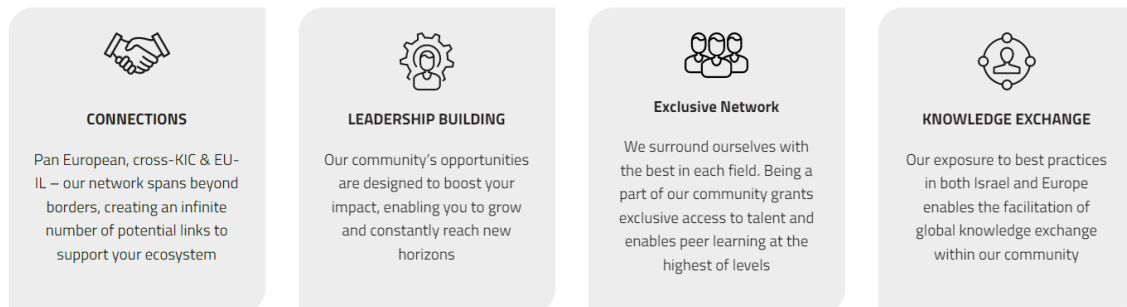 CONNECTIONS
Pan European, cross-KIC & EU-
IL – our network spans beyond
borders, creating an infinite
number of potential links to
support your ecosystem
LEADERSHIP BUILDING
Our community's opportunities
are designed to boost your
impact, enabling you to grow
and constantly reach new
horizons
Exclusive Network
We surround ourselves with
the best in each field. Being a
part of our community grants
exclusive access to talent and
enables peer learning at the
highest of levels
KNOWLEDGE EXCHANGE
Our exposure to best practices
in both Israel and Europe
enables the facilitation of
global knowledge exchange
within our community